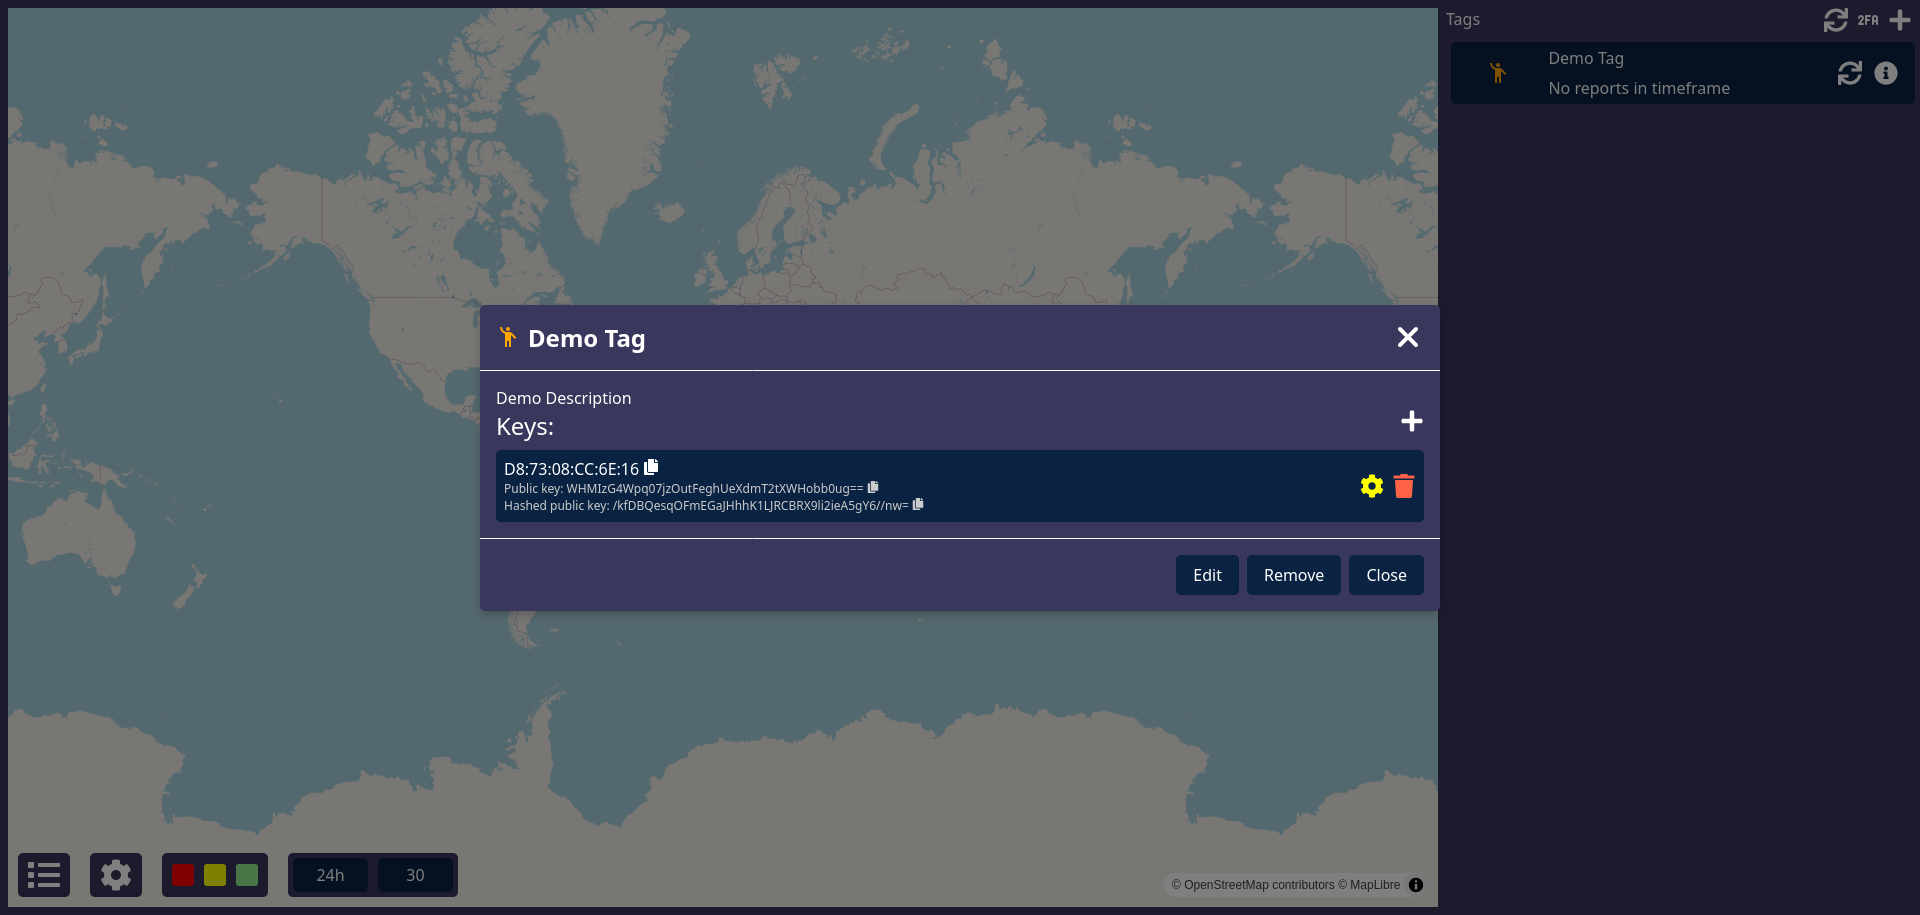 Tags
2FA
Demo Tag
No reports in timeframe
Demo Tag
Demo Description
Keys:
D8:73:08:CC:6E:16
Public key: WHMIzG4Wpq07jzOutFeghUeXdmT2tXWHobb0ug==
Hashed public key: /kfDBQesqOFmEGaJHhhK1LJRCBRX9li2ieA5gY6//nw=
Edit
Remove
Close
24h
30
© OpenStreetMap contributors © MapLibre